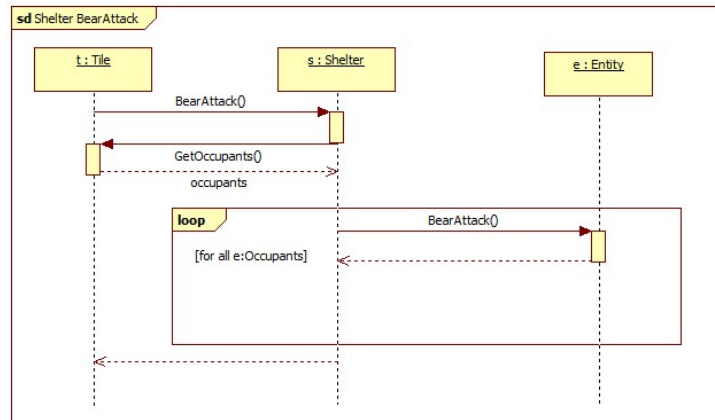 sd Shelter BearAttack
t : Tile
s : Shelter
e : Entity
BearAttack()
GetOccupants()
occupants
loop
BearAttack()
[for all e:Occupants]